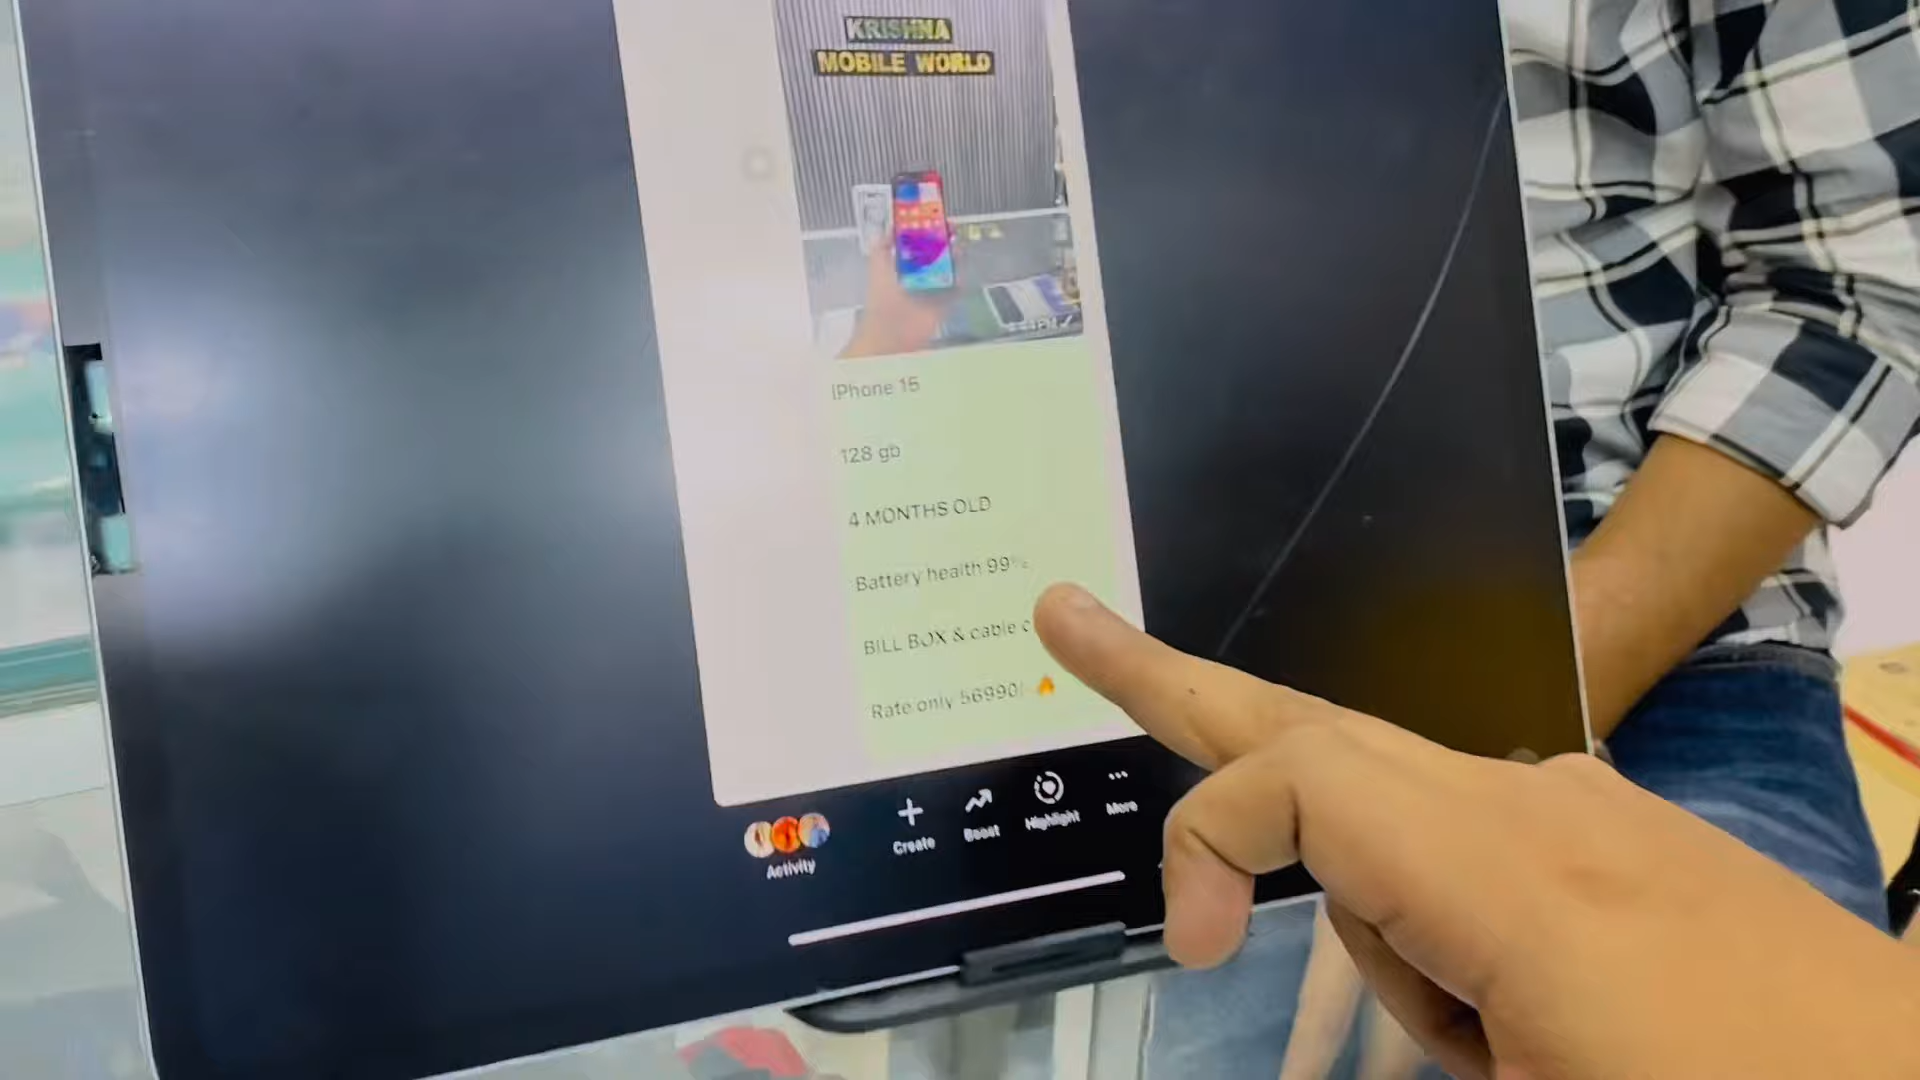 KRISHNA
MOBILE WORLD
iPhone 15
128 gb
4 MONTHS OLD
Battery health 99%
BILL BOX & cable
Rate only 56990/- 🔥
Activity
Create
Boost
Highlight
More